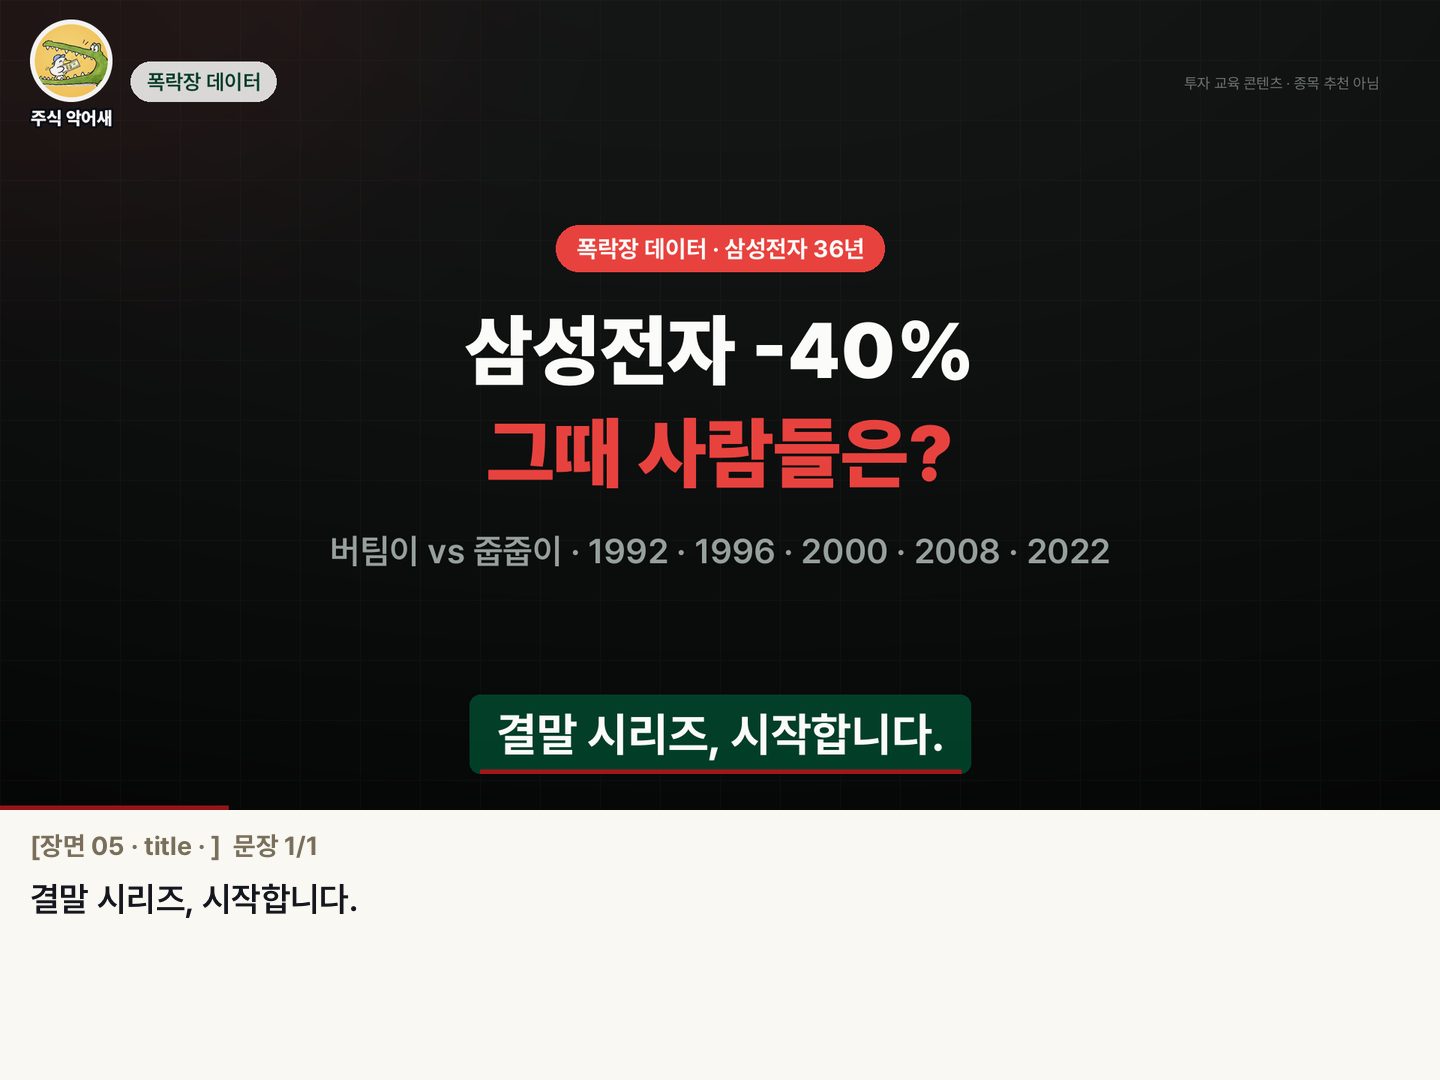 주식 악어새
폭락장 데이터
투자 교육 콘텐츠 · 종목 추천 아님
폭락장 데이터 · 삼성전자 36년
삼성전자 -40%
그때 사람들은?
버팀이 vs 줍줍이 · 1992 · 1996 · 2000 · 2008 · 2022
결말 시리즈, 시작합니다.
[장면 05 · title · ] 문장 1/1
결말 시리즈, 시작합니다.